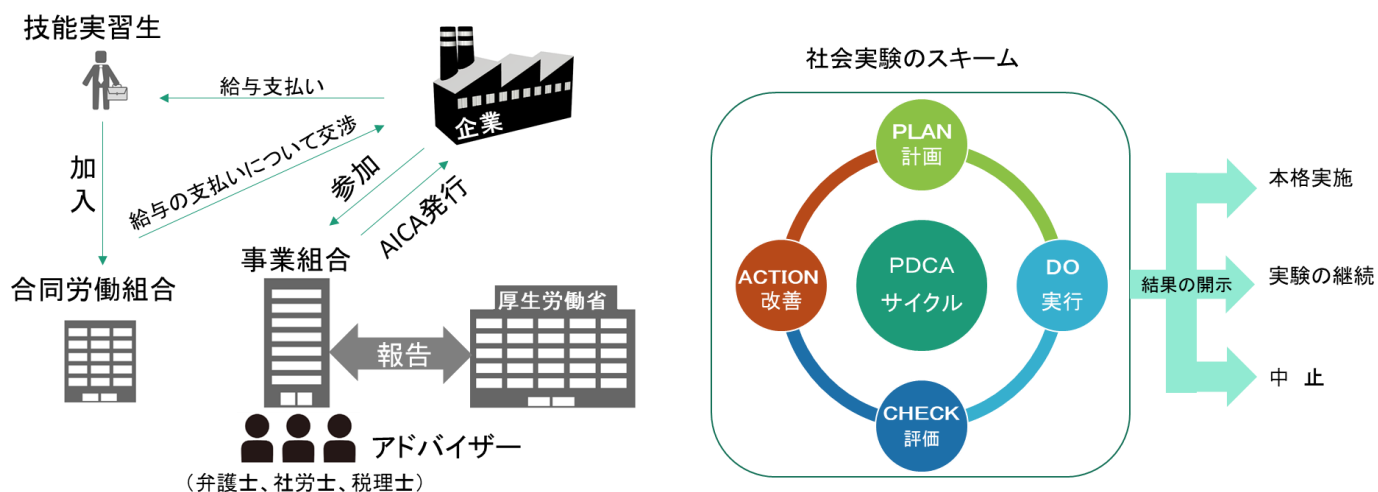 技能実習生
給与支払い
企業
加入
給与の支払いについて交渉
参加
AICA発行
合同労働組合
事業組合
厚生労働省
報告
アドバイザー
（弁護士、社労士、税理士）
社会実験のスキーム
PLAN
計画
DO
実行
CHECK
評価
ACTION
改善
PDCA
サイクル
結果の開示
本格実施
実験の継続
中　止